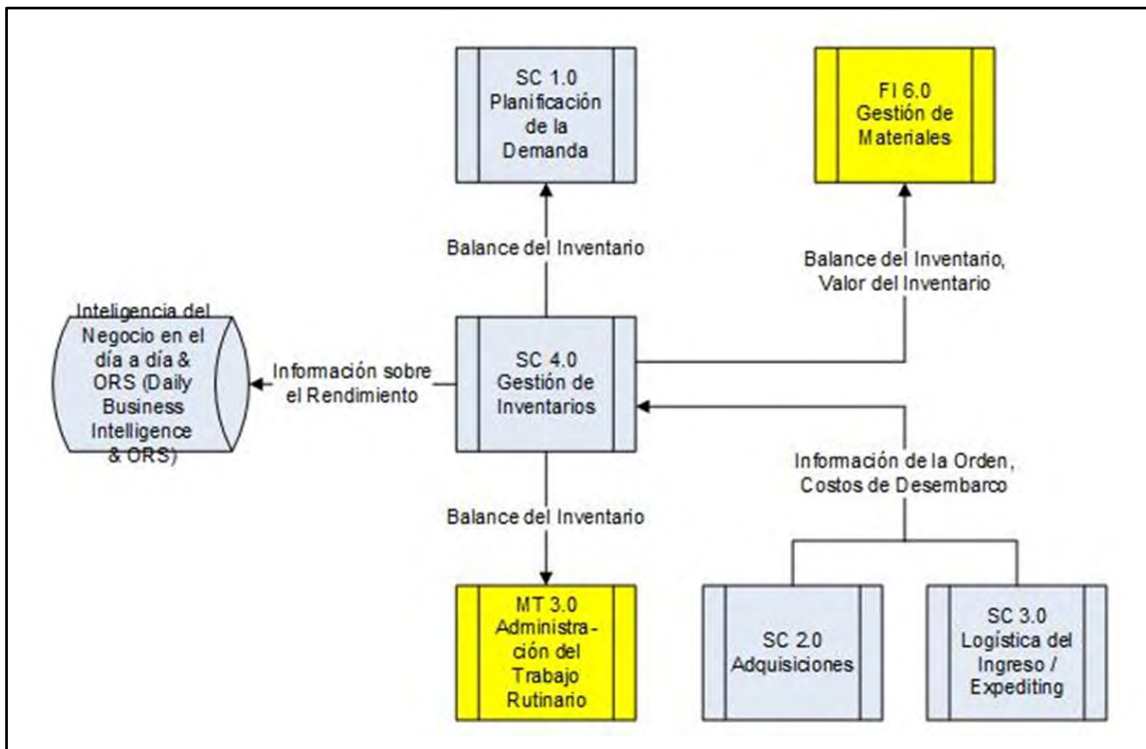 SC 1.0
Planificación
de la
Demanda
FI 6.0
Gestión de
Materiales
Balance del Inventario
Balance del Inventario,
Valor del Inventario
Inteligencia del
Negocio en el
día a día &
ORS (Daily
Business
Intelligence
& ORS)
Información sobre
el Rendimiento
SC 4.0
Gestión de
Inventarios
Información de la Orden,
Costos de Desembarco
Balance del Inventario
MT 3.0
Administra-
ción del
Trabajo
Rutinario
SC 2.0
Adquisiciones
SC 3.0
Logística del
Ingreso /
Expediting